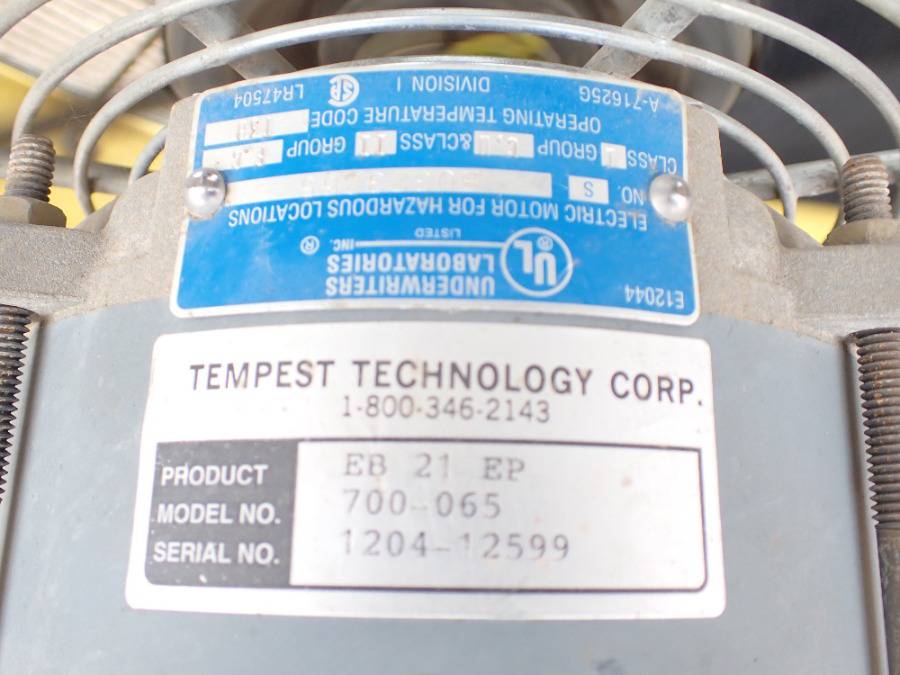 TEMPEST TECHNOLOGY CORP.
1-800-346-2143
PRODUCT EB 21 EP
MODEL NO. 700-065
SERIAL NO. 1204-12599
E12044
UL ®
UNDERWRITERS
LABORATORIES
INC. ®
LISTED
ELECTRIC MOTOR FOR HAZARDOUS LOCATIONS
NO. S
CLASS I GROUP &CLASS II GROUP
OPERATING TEMPERATURE CODE
A-71625G DIVISION I LR47504